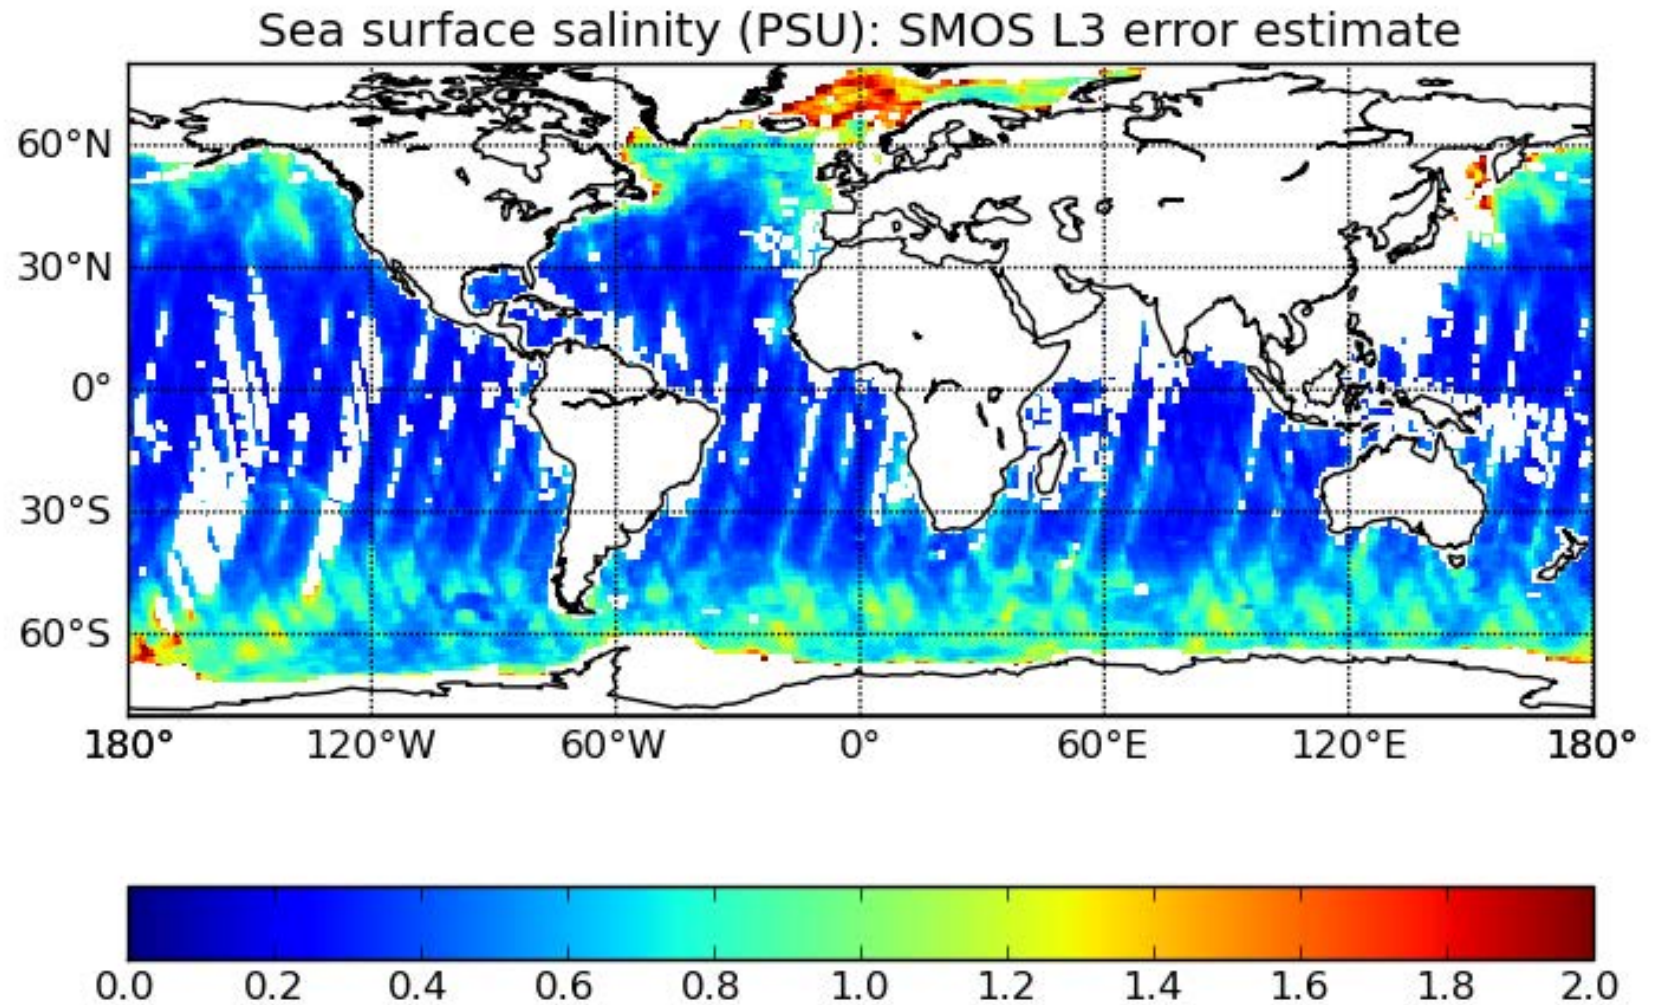 Sea surface salinity (PSU): SMOS L3 error estimate
60°N
30°N
0°
30°S
60°S
180° 120°W 60°W 0° 60°E 120°E 180°
0.0 0.2 0.4 0.6 0.8 1.0 1.2 1.4 1.6 1.8 2.0